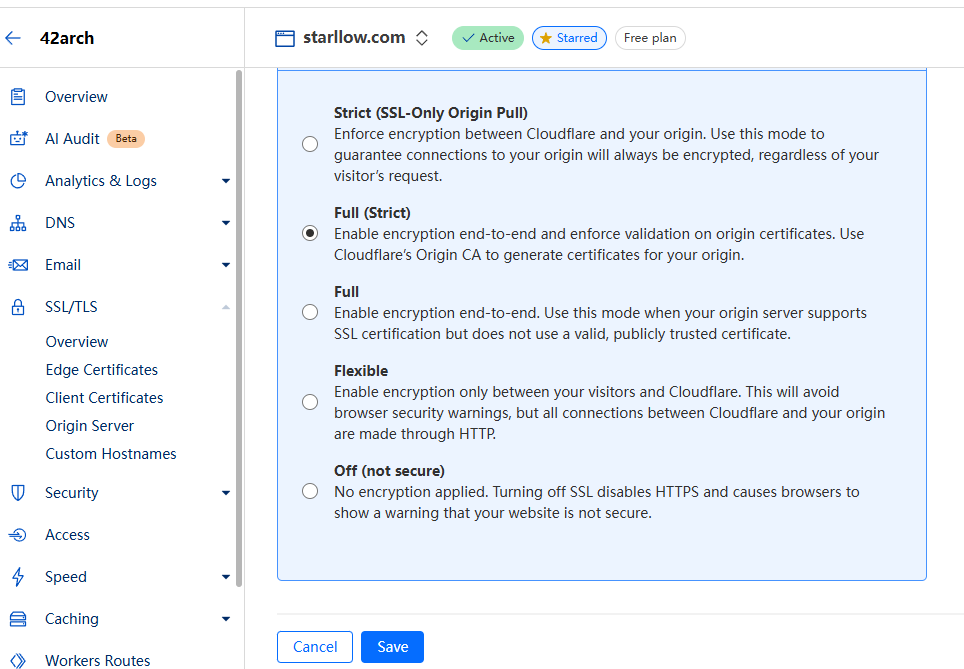 42arch
starllow.com
Active
Starred
Free plan
Overview
AI Audit Beta
Analytics & Logs
DNS
Email
SSL/TLS
Overview
Edge Certificates
Client Certificates
Origin Server
Custom Hostnames
Security
Access
Speed
Caching
Workers Routes
Strict (SSL-Only Origin Pull)
Enforce encryption between Cloudflare and your origin. Use this mode to
guarantee connections to your origin will always be encrypted, regardless of your
visitor’s request.
Full (Strict)
Enable encryption end-to-end and enforce validation on origin certificates. Use
Cloudflare’s Origin CA to generate certificates for your origin.
Full
Enable encryption end-to-end. Use this mode when your origin server supports
SSL certification but does not use a valid, publicly trusted certificate.
Flexible
Enable encryption only between your visitors and Cloudflare. This will avoid
browser security warnings, but all connections between Cloudflare and your origin
are made through HTTP.
Off (not secure)
No encryption applied. Turning off SSL disables HTTPS and causes browsers to
show a warning that your website is not secure.
Cancel
Save